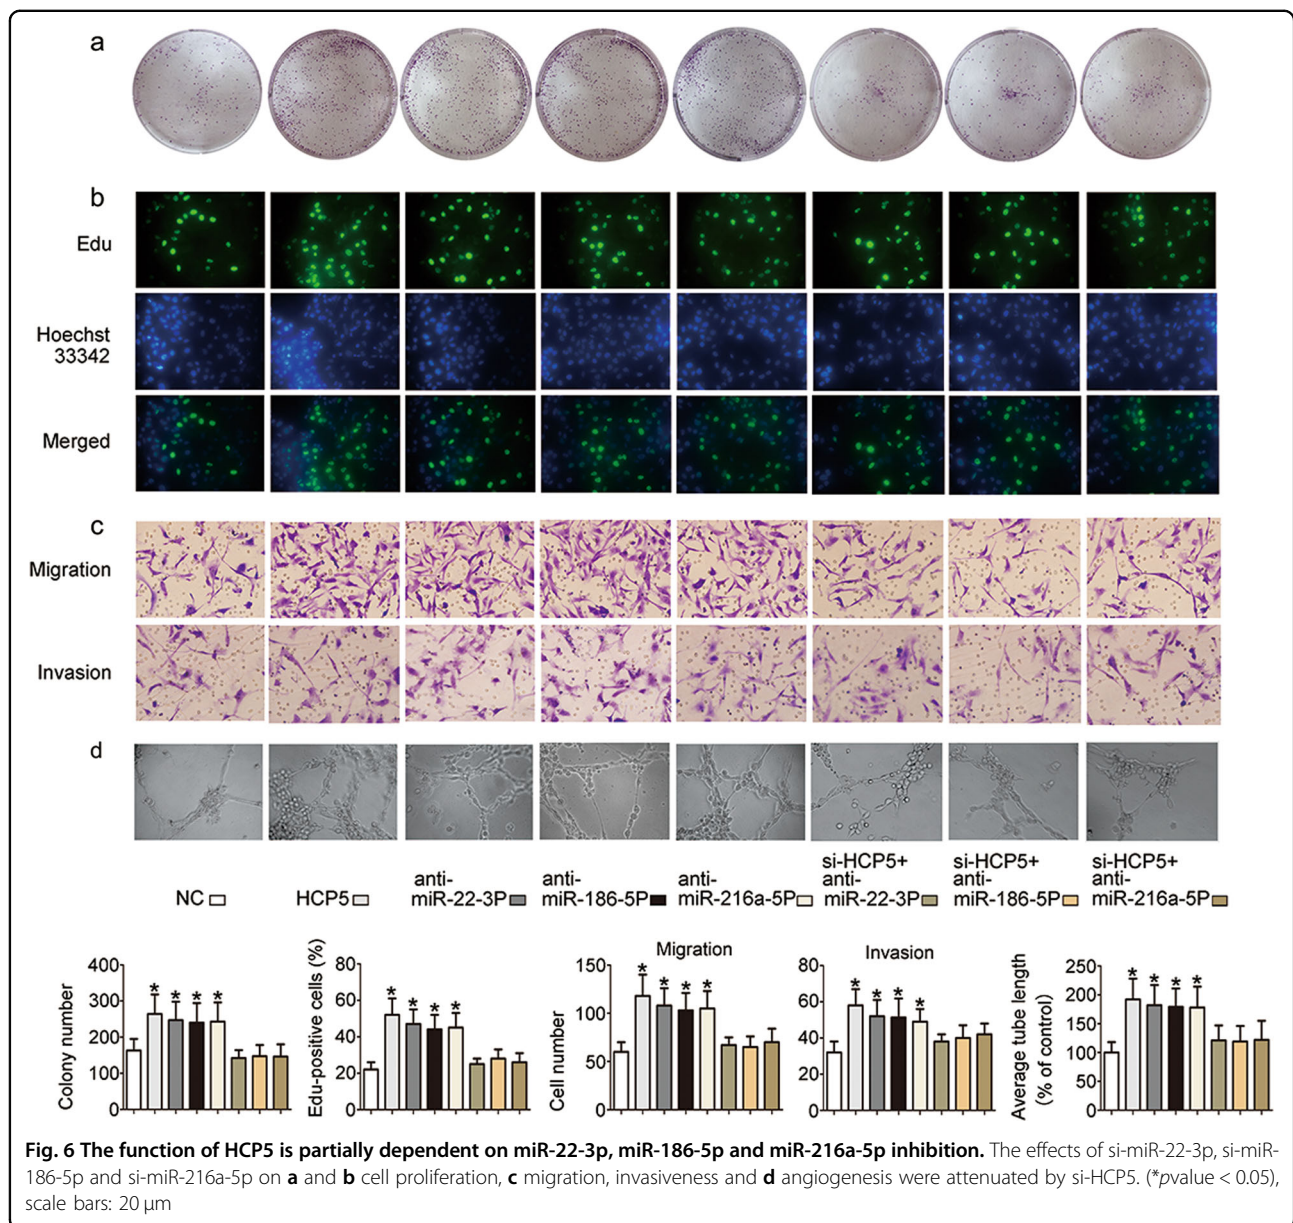 a
b
Edu
Hoechst
33342
Merged
c
Migration
Invasion
d
NC
HCP5
anti-
miR-22-3P
anti-
miR-186-5P
anti-
miR-216a-5P
si-HCP5+
anti-
miR-22-3P
si-HCP5+
anti-
miR-186-5P
si-HCP5+
anti-
miR-216a-5P
Colony number
400
300
200
100
0
* * * *
Edu-positive cells (%)
80
60
40
20
0
* * * *
Migration
Cell number
150
100
50
0
* * * *
Invasion
80
60
40
20
0
* * * *
Average tube length
(% of control)
250
200
150
100
50
0
* * * *
Fig. 6 The function of HCP5 is partially dependent on miR-22-3p, miR-186-5p and miR-216a-5p inhibition. The effects of si-miR-22-3p, si-miR-
186-5p and si-miR-216a-5p on a and b cell proliferation, c migration, invasiveness and d angiogenesis were attenuated by si-HCP5. (*pvalue < 0.05),
scale bars: 20 μm